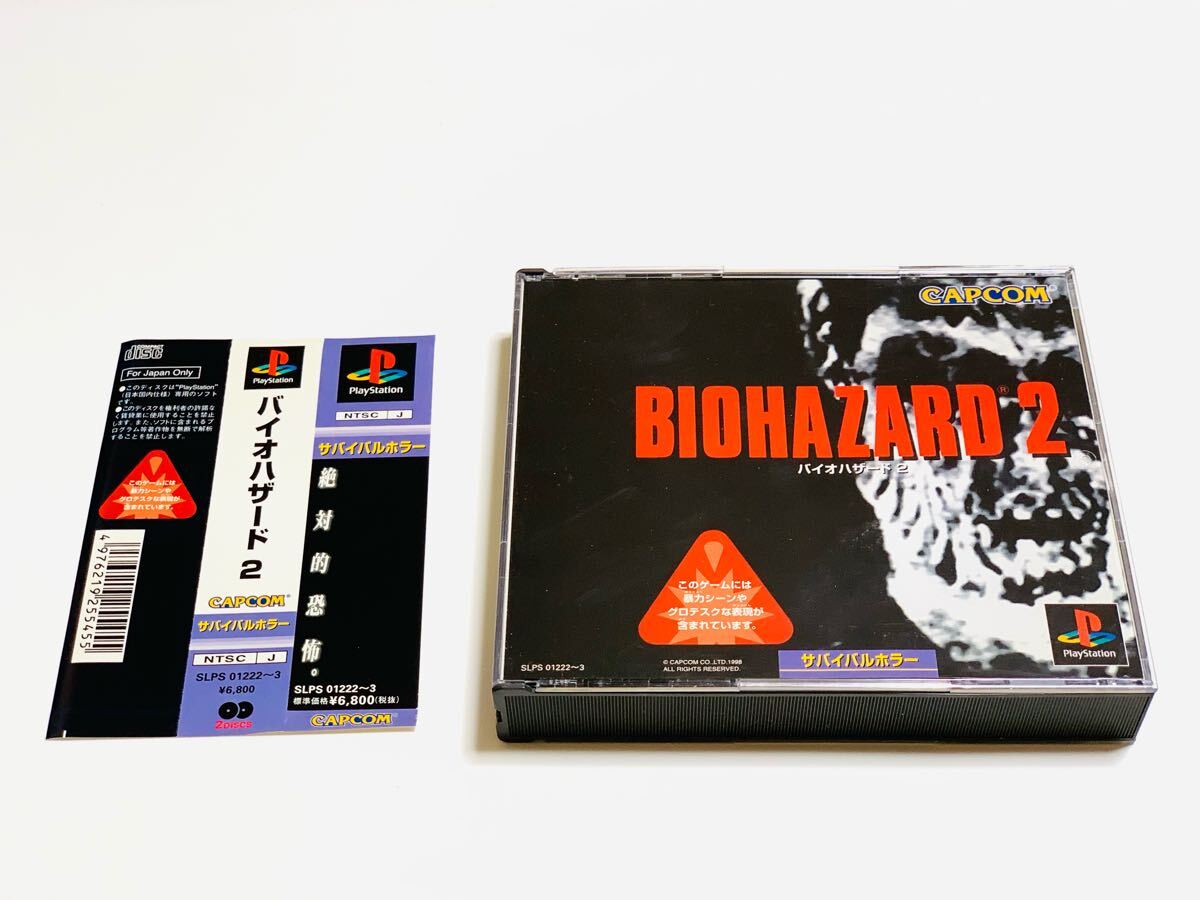 COMPACT
disc
For Japan Only
●このディスクは"PlayStation"
(日本国内仕様)専用のソフト
です。
●このディスクを権利者の許諾な
く賃貸業に使用することを禁止
します。また、ソフトに含まれるプ
ログラム等著作物を無断で解析
することを禁止します。
このゲームには
暴力シーンや
グロテスクな表現が
含まれています。
4976219255455
PlayStation
バイオハザード2
CAPCOM
サバイバルホラー
NTSC J
SLPS 01222~3
¥6,800
2DISCS
PlayStation
NTSC J
サバイバルホラー
絶対的恐怖。
SLPS 01222~3
標準価格¥6,800(税抜)
CAPCOM
CAPCOM®
BIOHAZARD® 2
バイオハザード2
このゲームには
暴力シーンや
グロテスクな表現が
含まれています。
SLPS 01222~3
© CAPCOM CO.,LTD.1998
ALL RIGHTS RESERVED.
サバイバルホラー
PlayStation